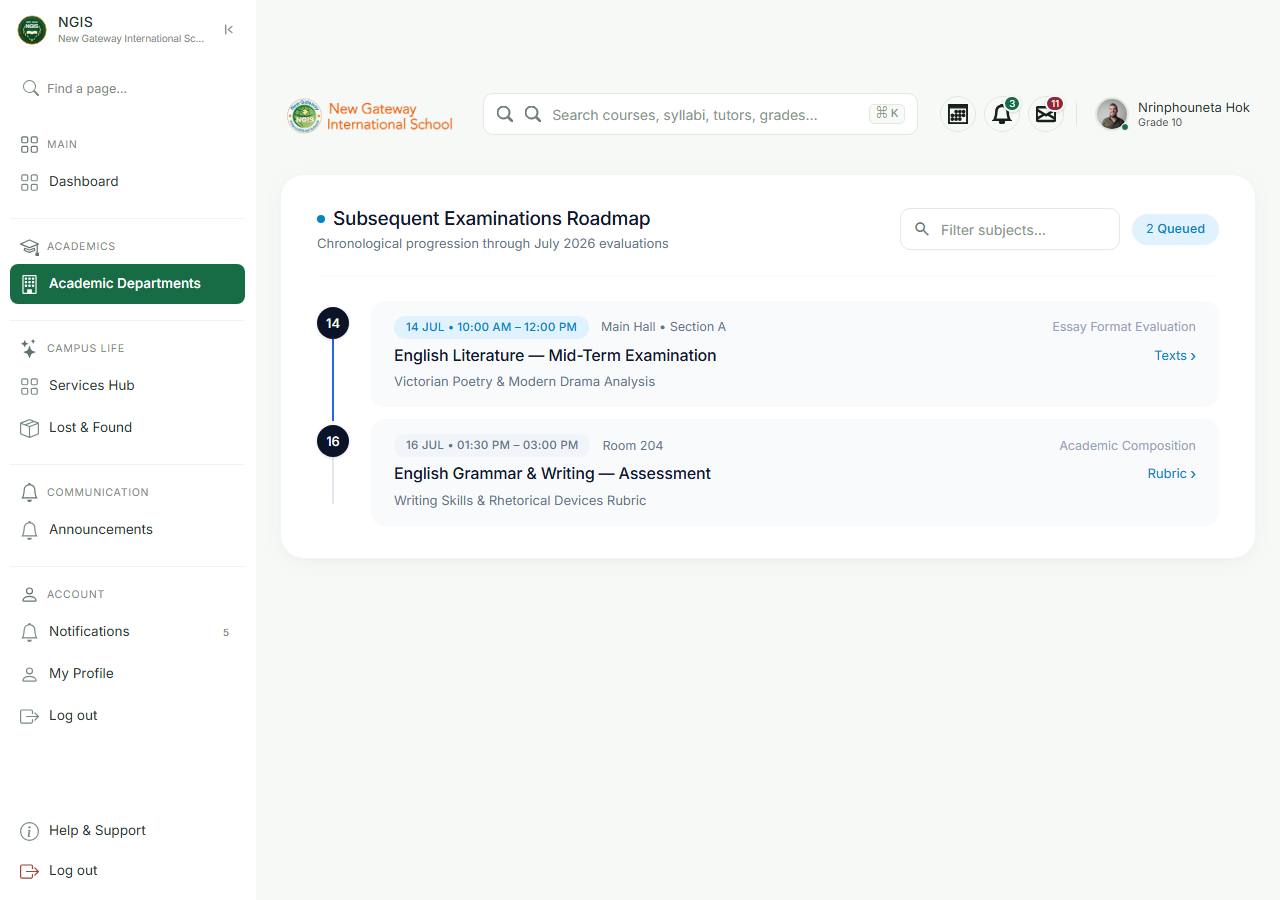 NGIS
New Gateway International Sc...
Find a page...
MAIN
Dashboard
ACADEMICS
Academic Departments
CAMPUS LIFE
Services Hub
Lost & Found
COMMUNICATION
Announcements
ACCOUNT
Notifications 5
My Profile
Log out
Help & Support
Log out
New Gateway
International School
Search courses, syllabi, tutors, grades...
⌘ K
3
11
Nrinphouneta Hok
Grade 10
Subsequent Examinations Roadmap
Chronological progression through July 2026 evaluations
Filter subjects...
2 Queued
14
14 JUL • 10:00 AM – 12:00 PM Main Hall • Section A Essay Format Evaluation
English Literature — Mid-Term Examination Texts ›
Victorian Poetry & Modern Drama Analysis
16
16 JUL • 01:30 PM – 03:00 PM Room 204 Academic Composition
English Grammar & Writing — Assessment Rubric ›
Writing Skills & Rhetorical Devices Rubric